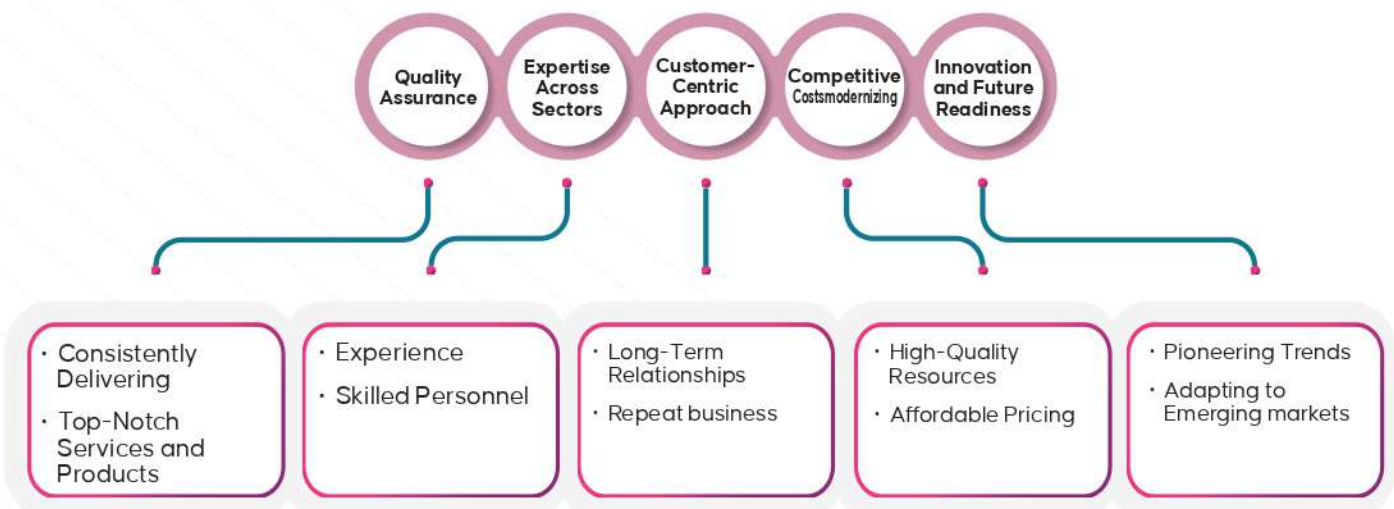 Quality
Assurance
Expertise
Across
Sectors
Customer-
Centric
Approach
Competitive
Costsmodernizing
Innovation
and Future
Readiness
· Consistently
Delivering
· Top-Notch
Services and
Products
· Experience
· Skilled Personnel
· Long-Term
Relationships
· Repeat business
· High-Quality
Resources
· Affordable Pricing
· Pioneering Trends
· Adapting to
Emerging markets